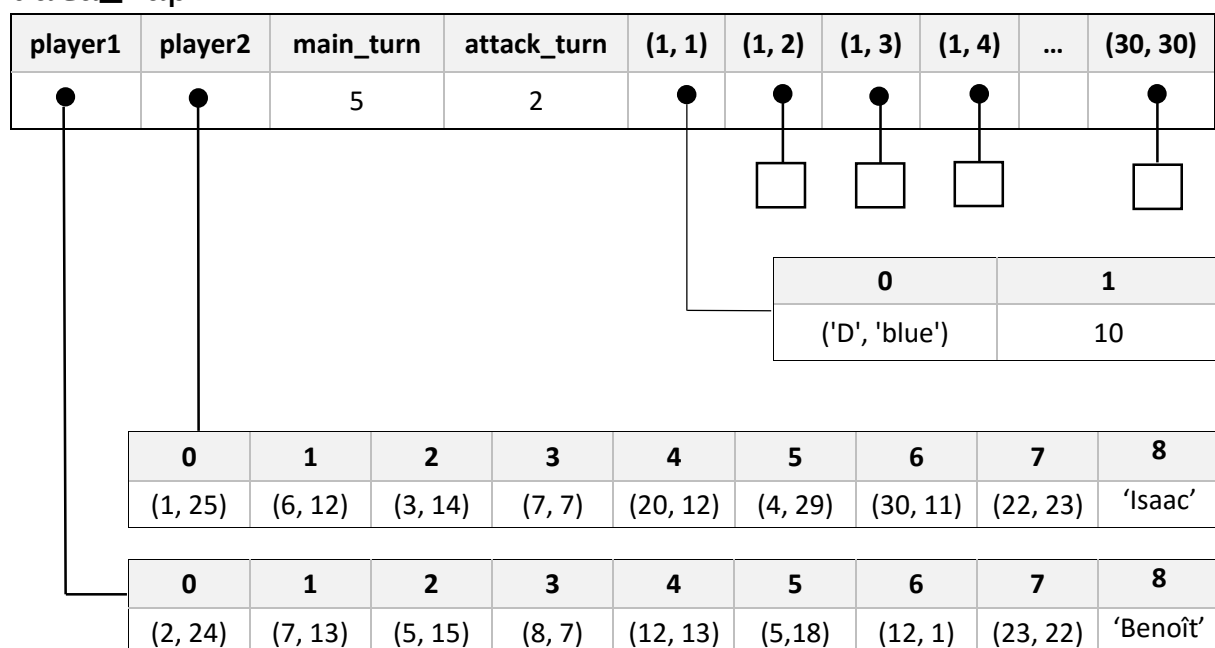 player1 player2 main_turn attack_turn (1, 1) (1, 2) (1, 3) (1, 4) ... (30, 30)
5 2
0 1
('D', 'blue') 10
0 1 2 3 4 5 6 7 8
(1, 25) (6, 12) (3, 14) (7, 7) (20, 12) (4, 29) (30, 11) (22, 23) ‘Isaac’
0 1 2 3 4 5 6 7 8
(2, 24) (7, 13) (5, 15) (8, 7) (12, 13) (5,18) (12, 1) (23, 22) ‘Benoît’